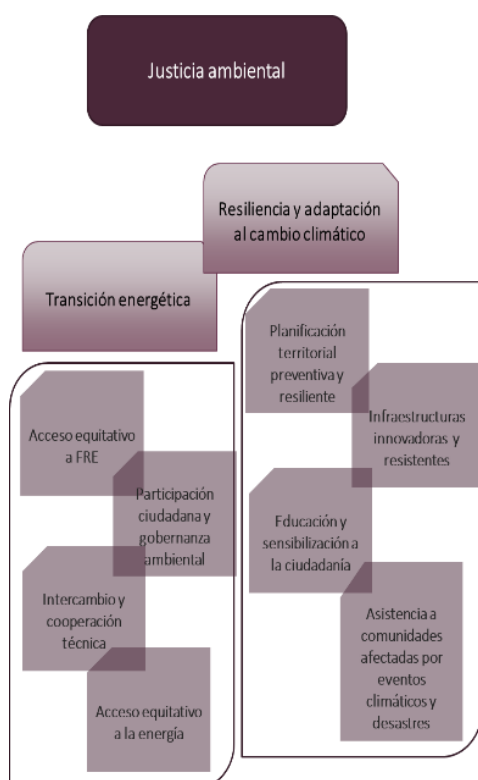 Justicia ambiental
Resiliencia y adaptación
al cambio climático
Transición energética
Acceso equitativo
a FRE
Participación
ciudadana y
gobernanza
ambiental
Intercambio y
cooperación
técnica
Acceso equitativo
a la energía
Planificación
territorial
preventiva y
resiliente
Infraestructuras
innovadoras y
resistentes
Educación y
sensibilización a
la ciudadanía
Asistencia a
comunidades
afectadas por
eventos
climáticos y
desastres